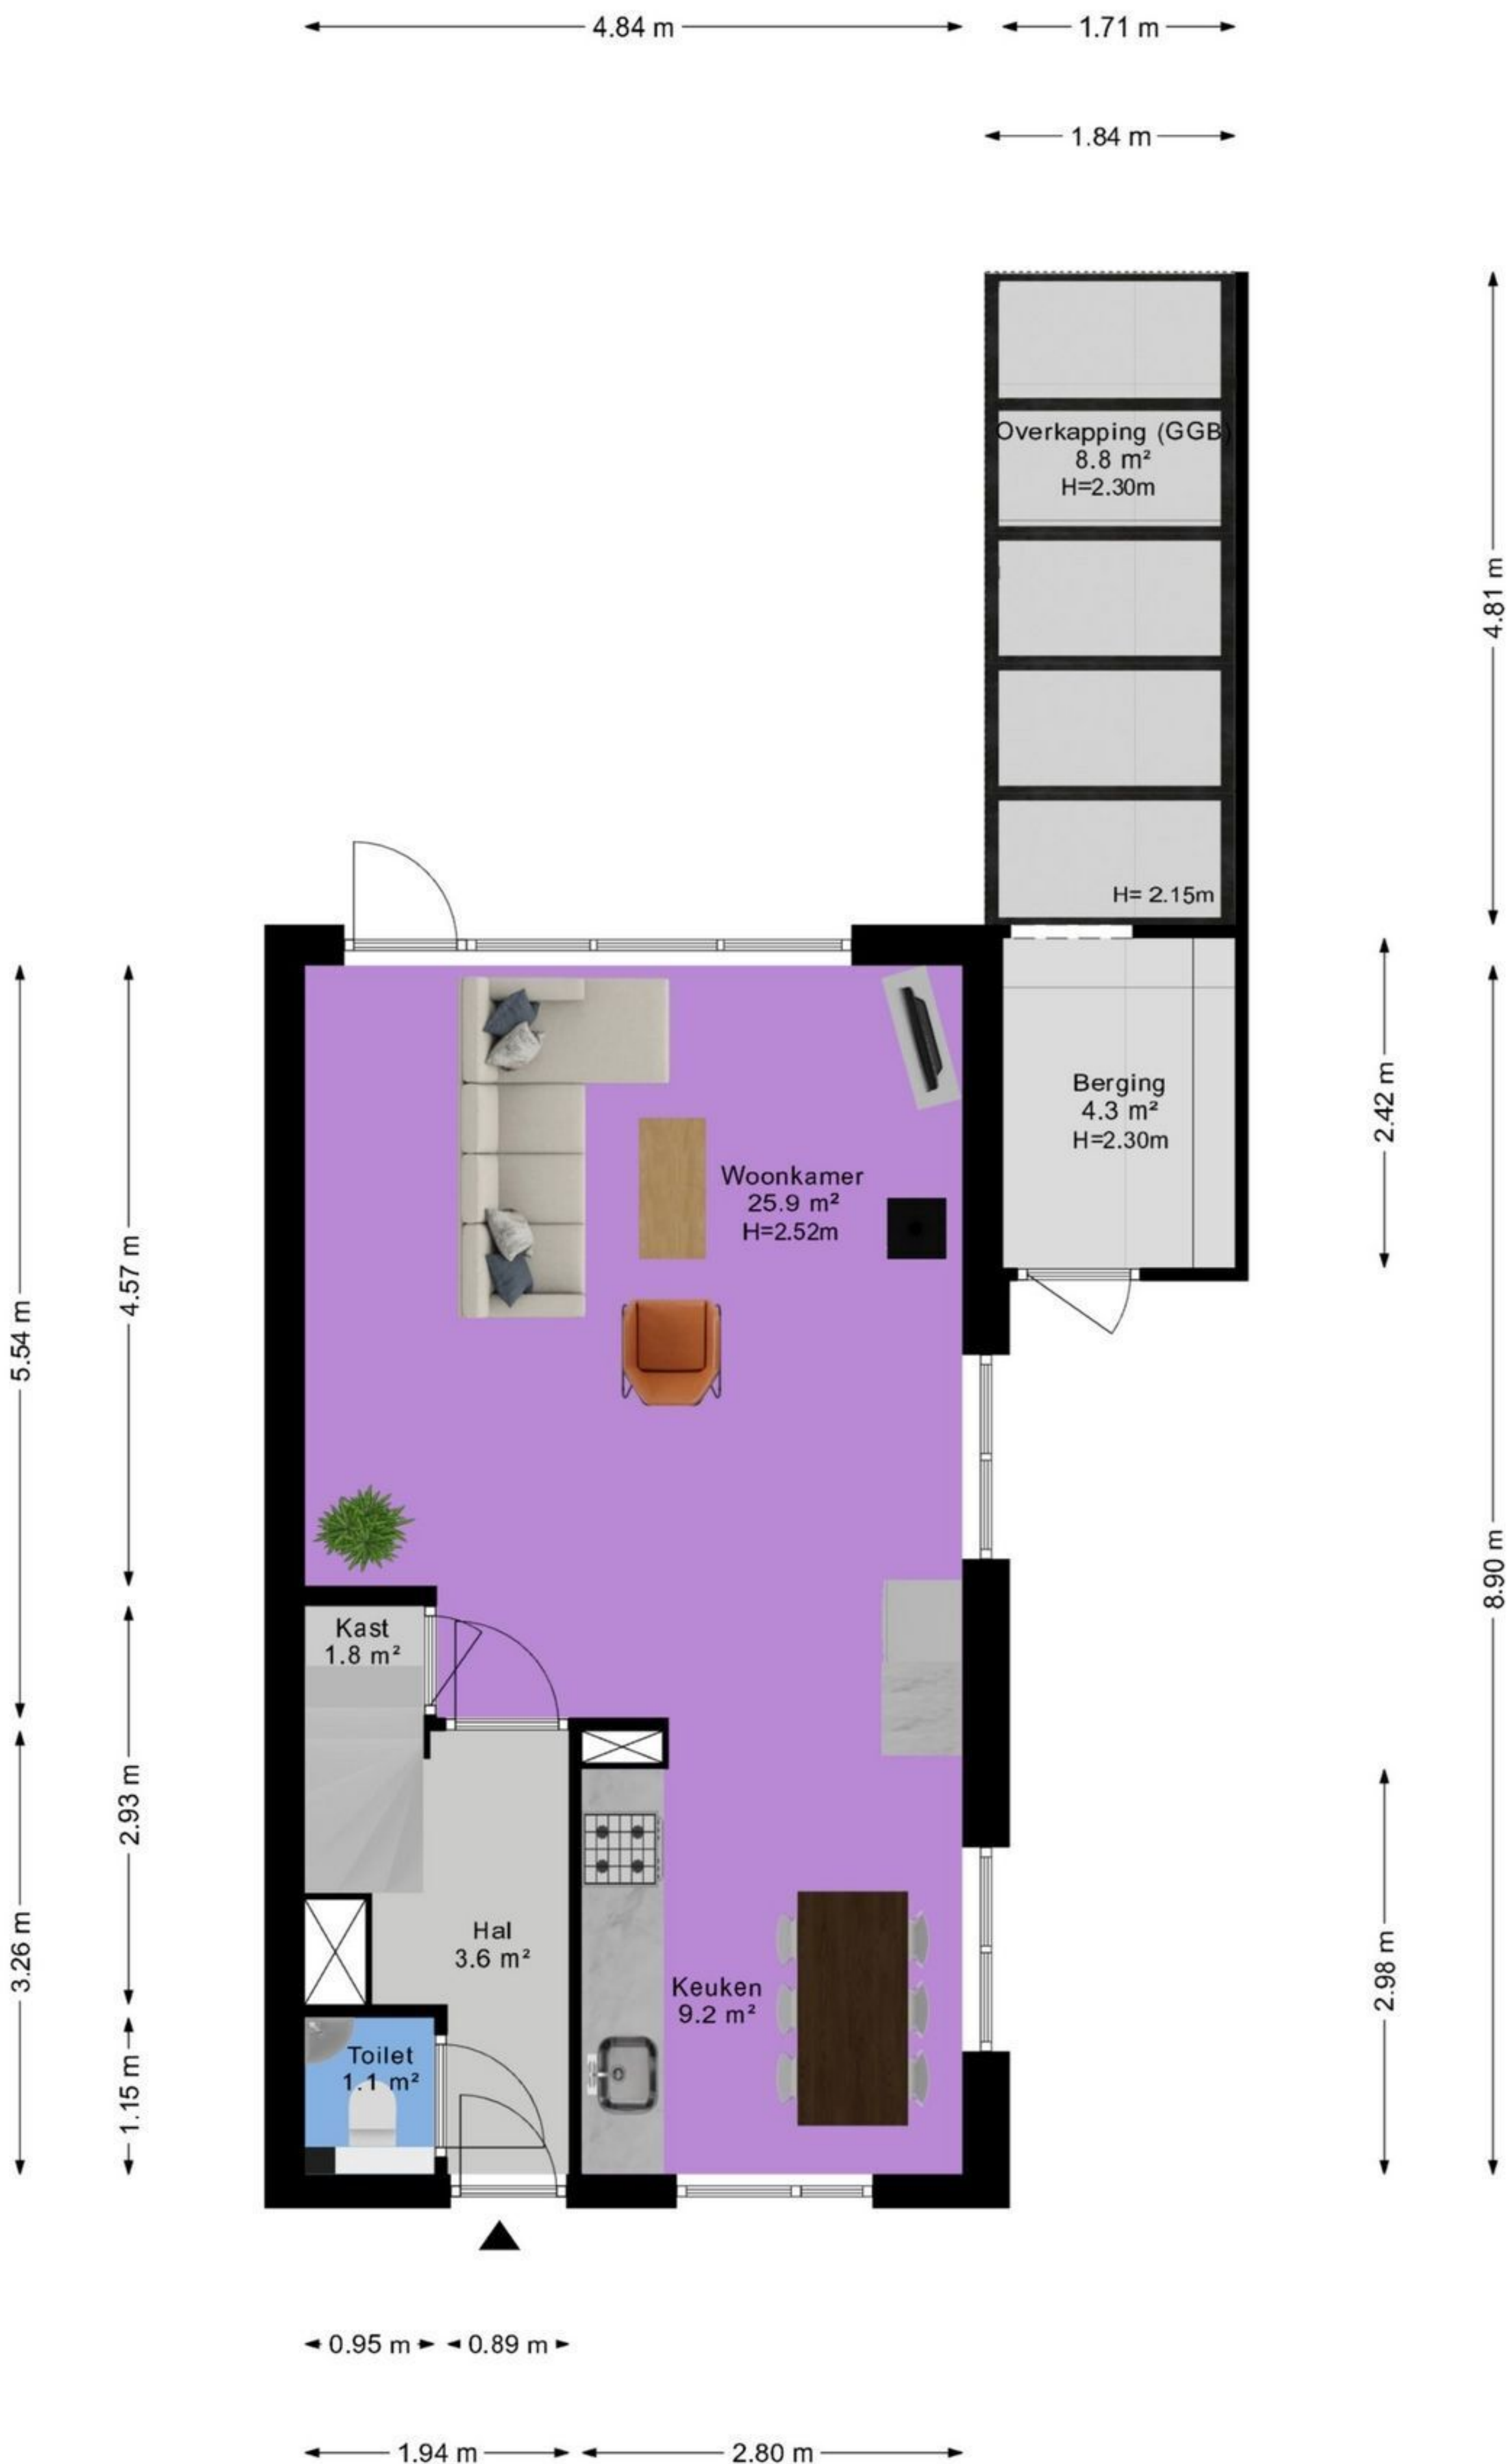 4.84 m
1.71 m
1.84 m
Overkapping (GGB)
8.8 m²
H=2.30m
4.81 m
H= 2.15m
Berging
4.3 m²
H=2.30m
2.42 m
Woonkamer
25.9 m²
H=2.52m
4.57 m
5.54 m
8.90 m
Kast
1.8 m²
2.93 m
Hal
3.6 m²
3.26 m
Keuken
9.2 m²
2.98 m
Toilet
1.1 m²
1.15 m
0.95 m
0.89 m
1.94 m
2.80 m